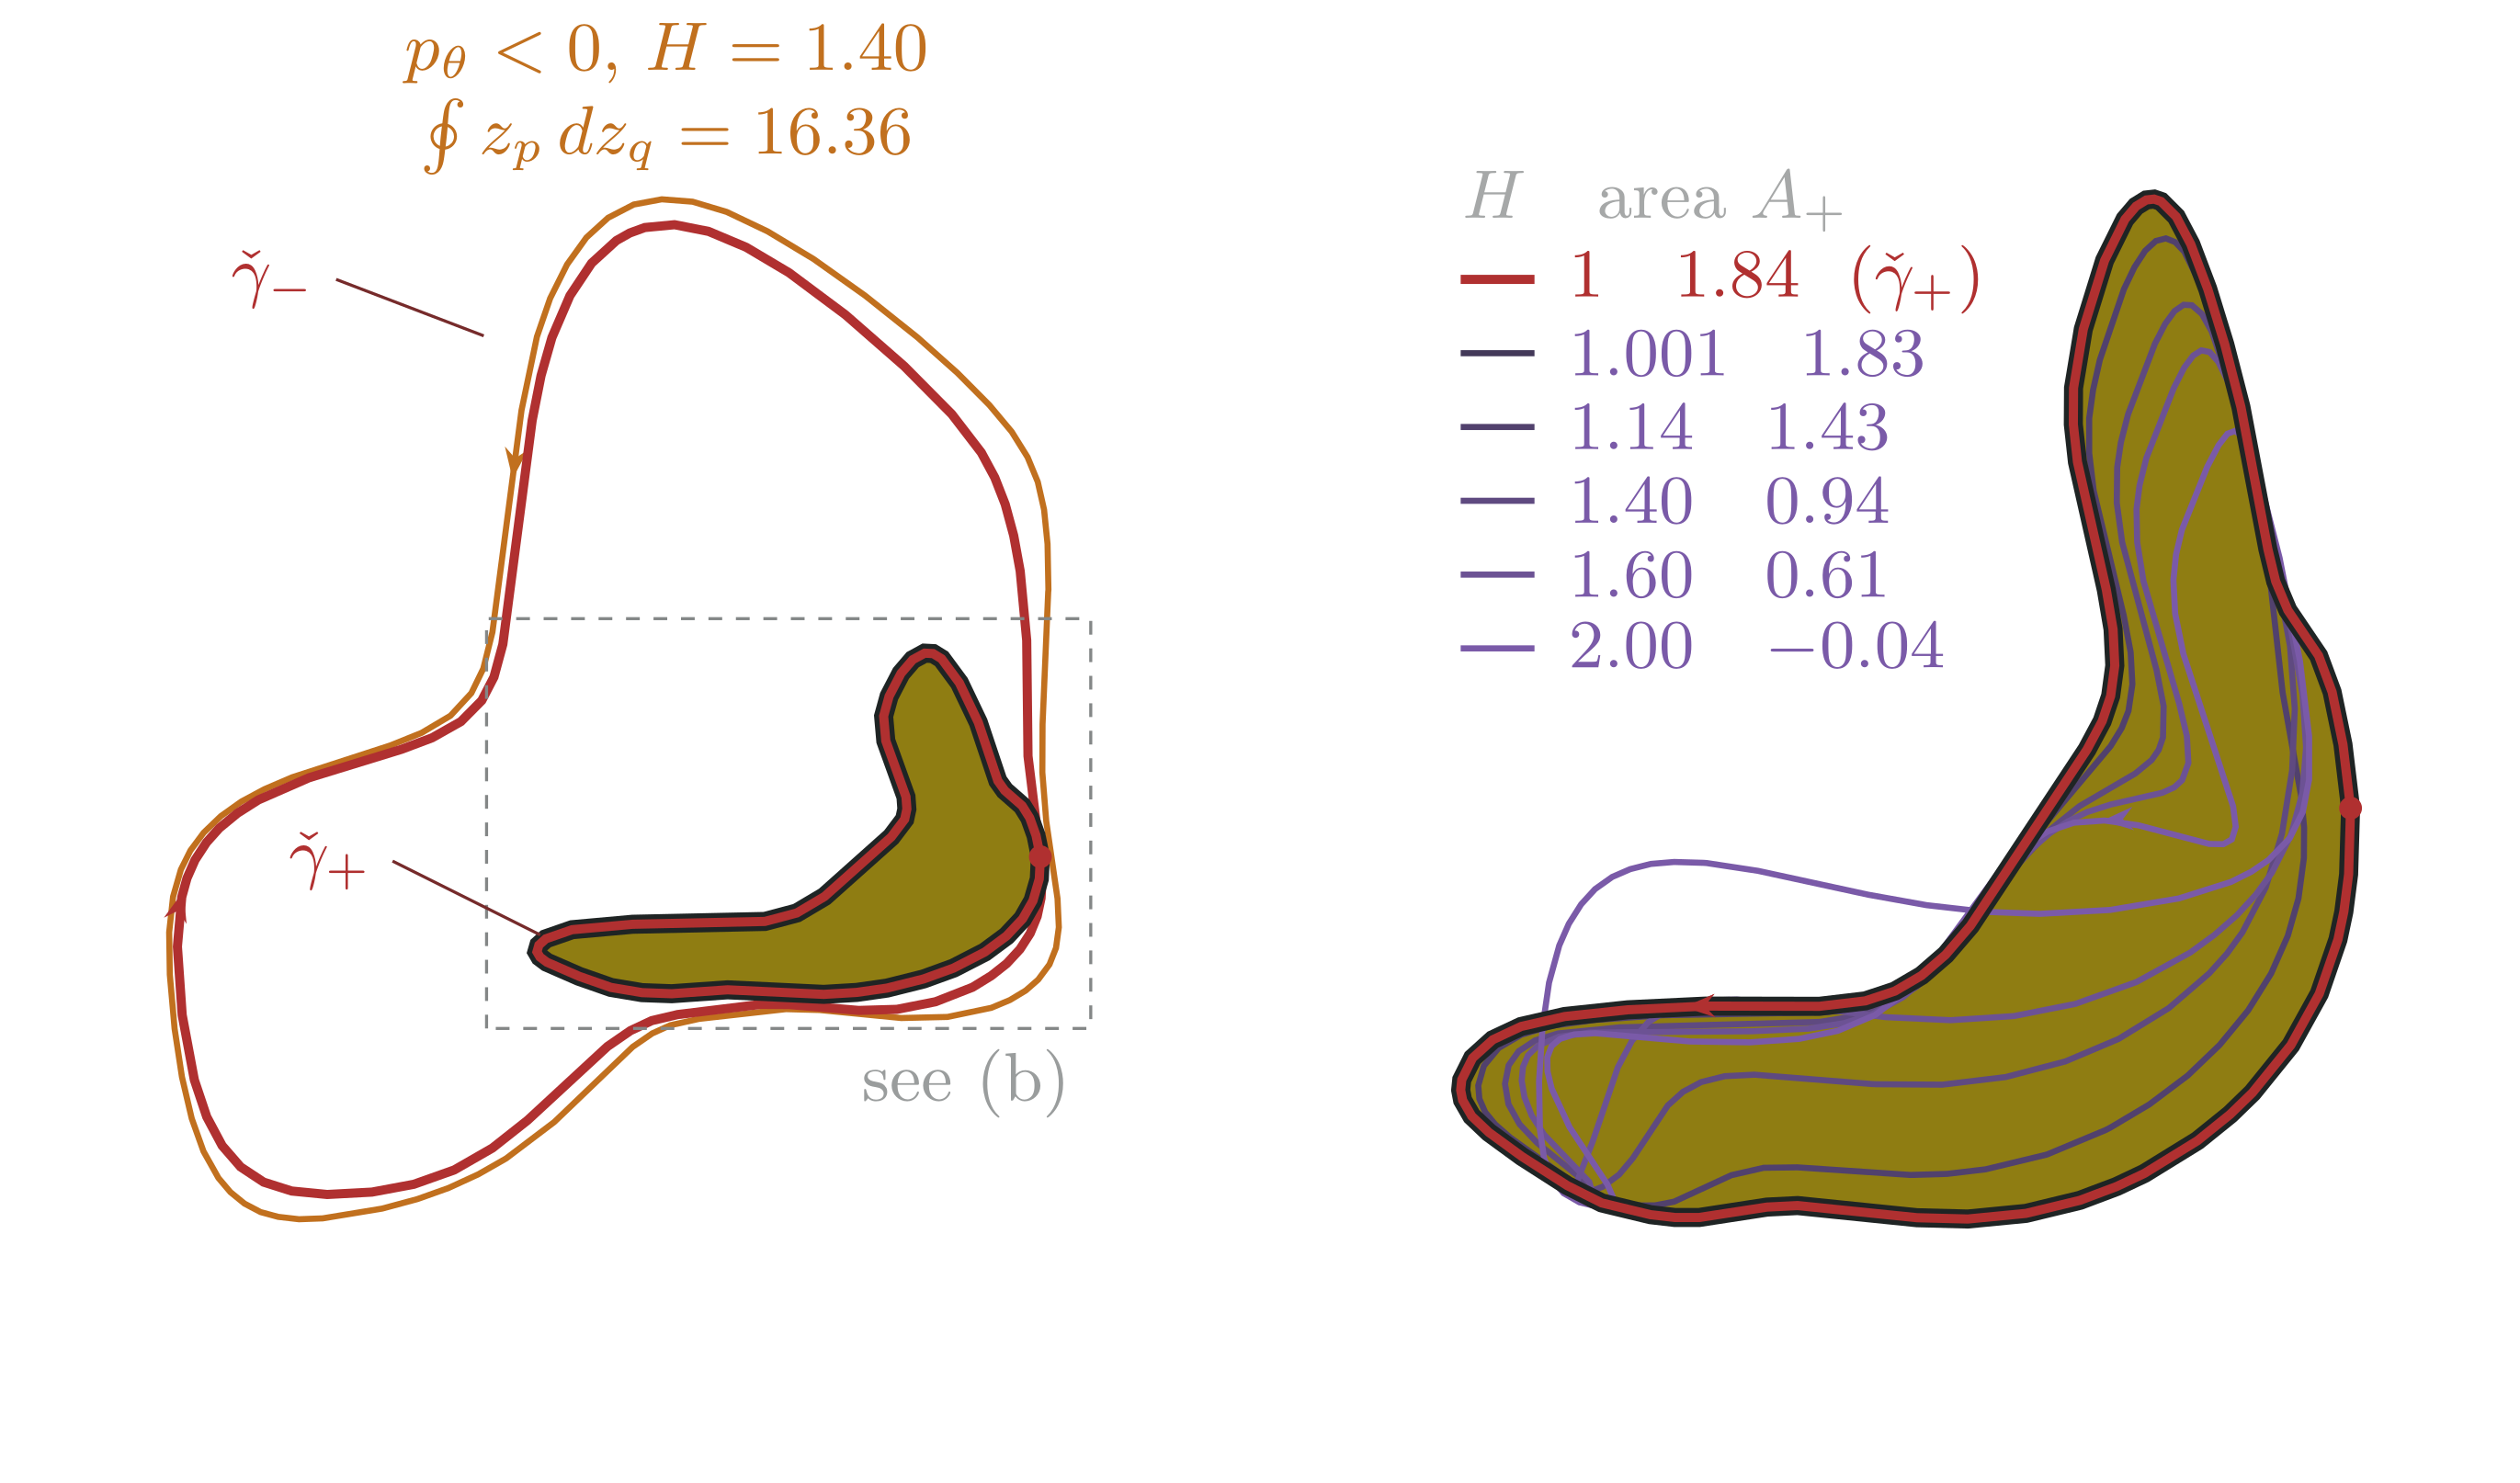 p_θ < 0, H = 1.40
∮ z_p dz_q = 16.36
γ̌₋
γ̌₊
see (b)
H area A₊
1 1.84 (γ̌₊)
1.001 1.83
1.14 1.43
1.40 0.94
1.60 0.61
2.00 −0.04